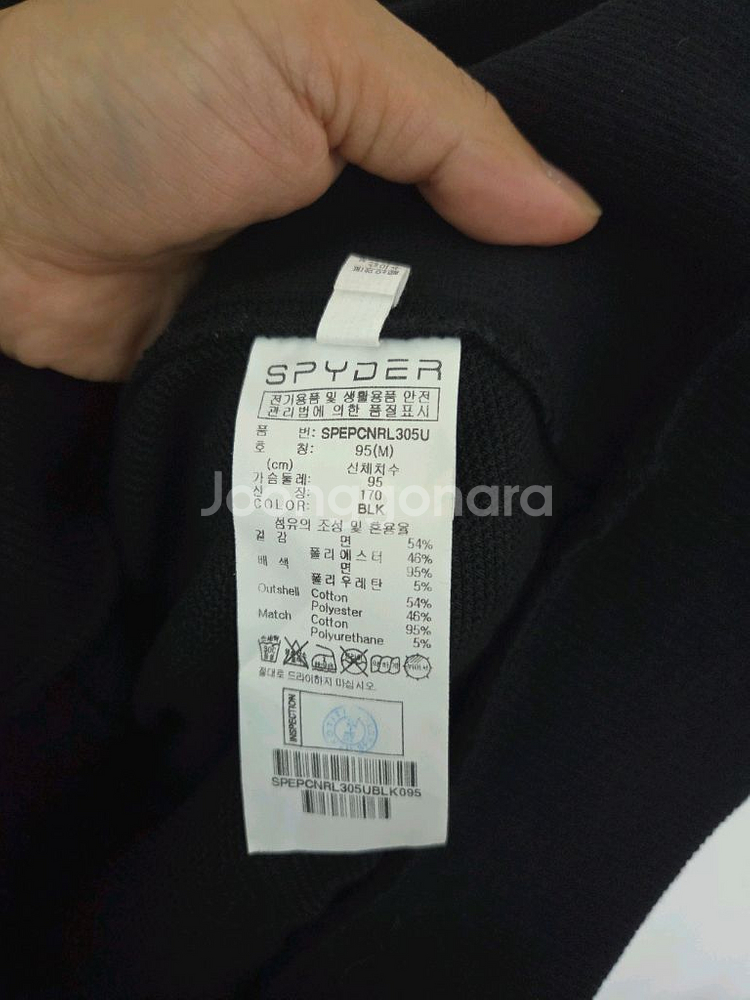 SPYDER
전기용품 및 생활용품 안전
관리법에 의한 품질표시
품 번: SPEPCNRL305U
호 칭: 95(M)
(cm) 신체치수
가슴둘레: 95
신 장: 170
COLOR: BLK
Joonggonara
섬유의 조성 및 혼용율
겉 감 면 54%
폴리에스터 46%
배 색 면 95%
폴리우레탄 5%
Outshell Cotton 54%
Polyester 46%
Match Cotton 95%
Polyurethane 5%
절대로 드라이하지 마십시오.
INSPECTION
SPEPCNRL305UBLK095